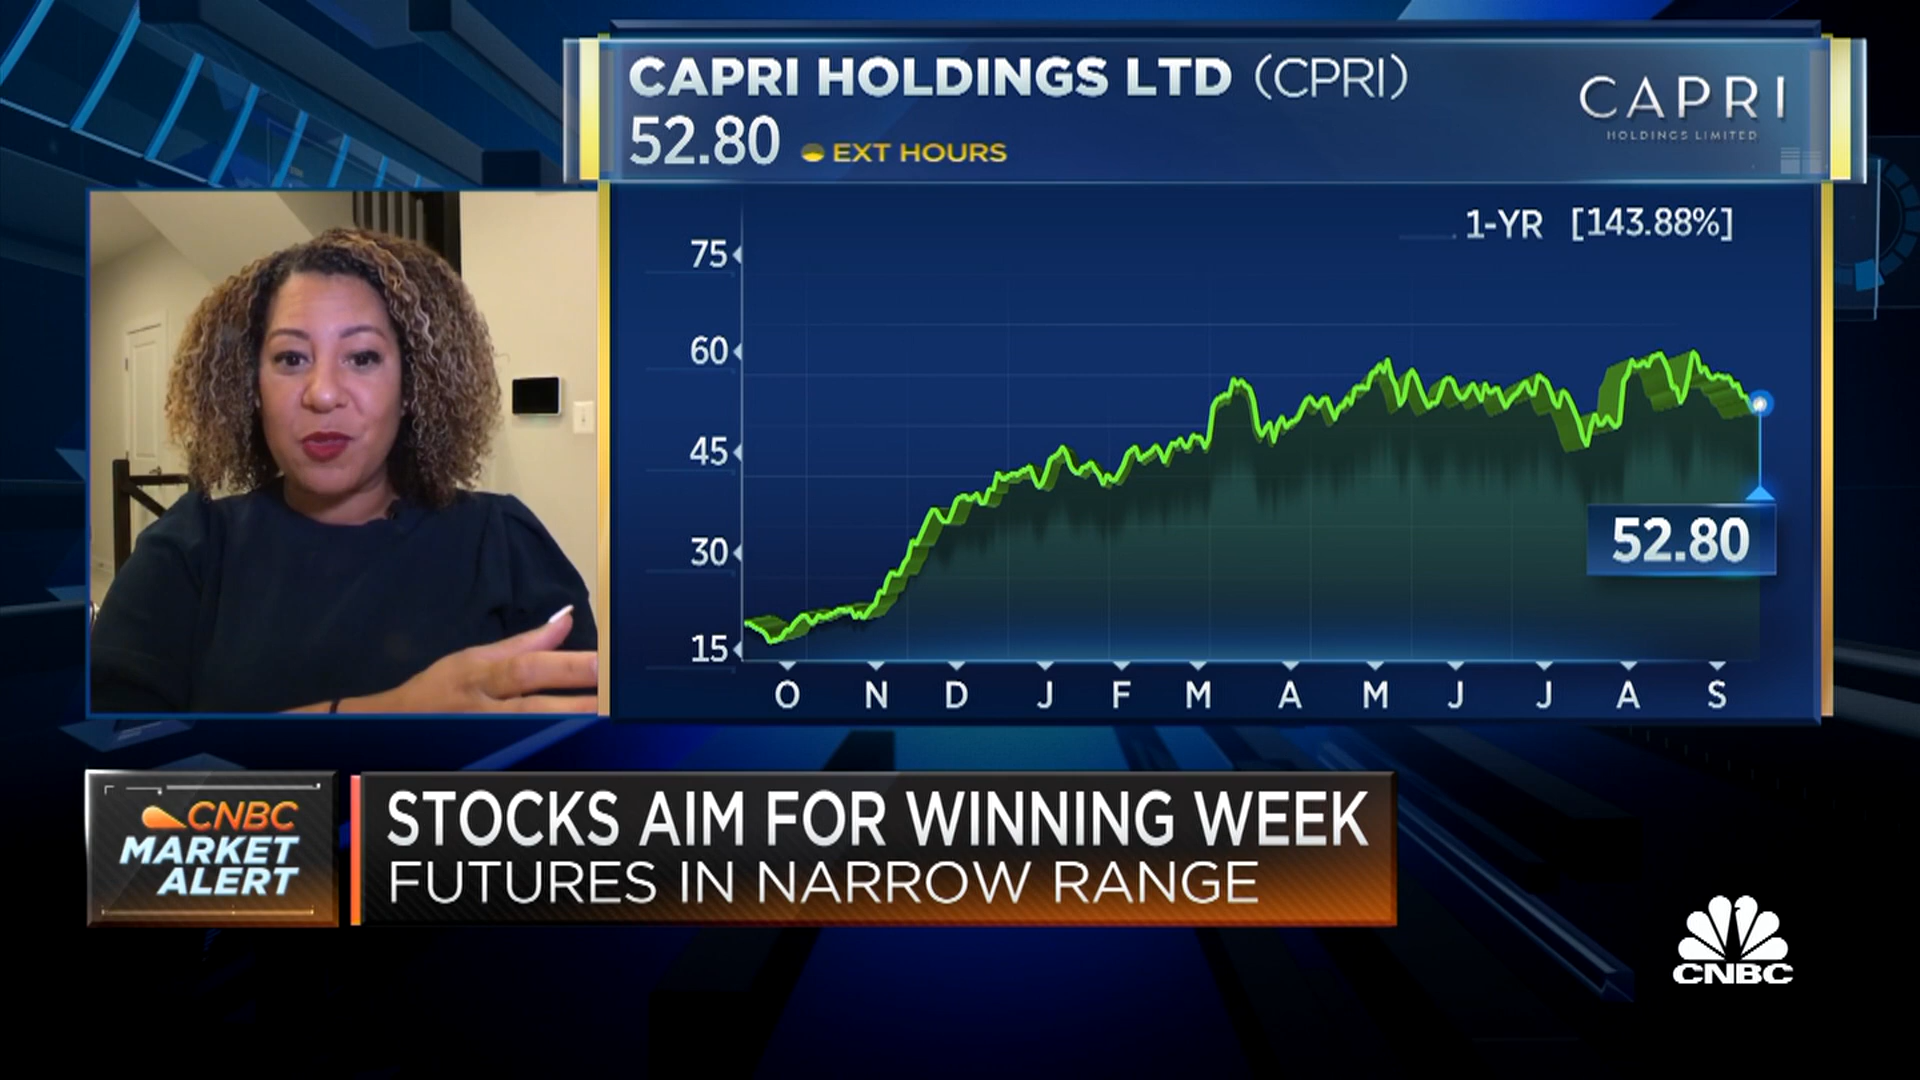 CAPRI HOLDINGS LTD (CPRI)
52.80 EXT HOURS
CAPRI
HOLDINGS LIMITED
1-YR [143.88%]
75
60
45
30
15
52.80
O N D J F M A M J J A S
CNBC
MARKET
ALERT
STOCKS AIM FOR WINNING WEEK
FUTURES IN NARROW RANGE
CNBC